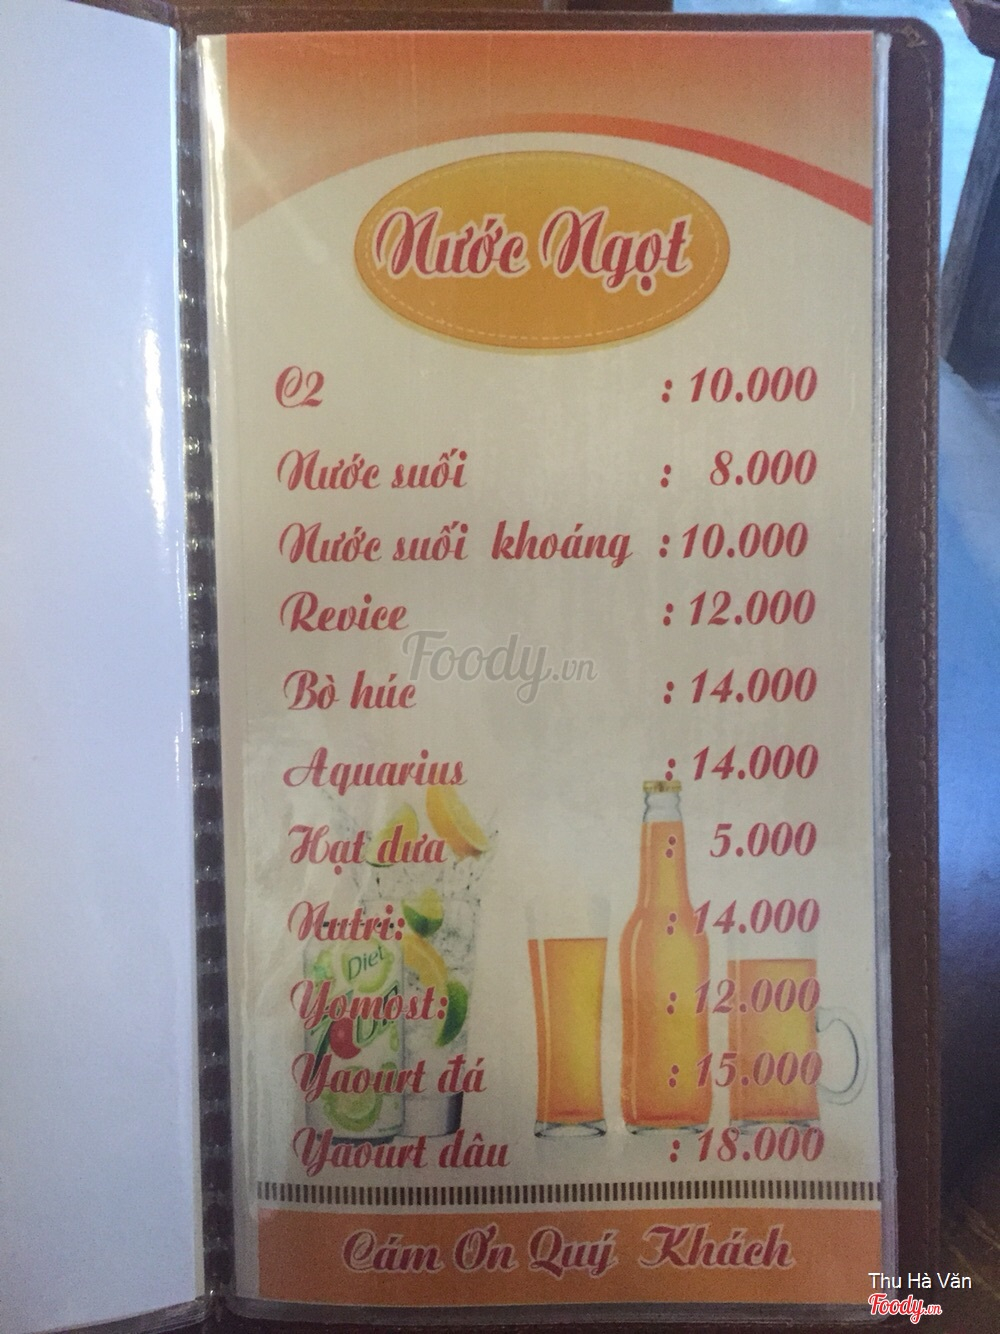 Nước Ngọt
C2 : 10.000
Nước suối : 8.000
Nước suối khoáng : 10.000
Revice : 12.000
Foody.vn
Bò húc : 14.000
Aquarius : 14.000
Hạt dưa : 5.000
Nutri: : 14.000
Diet
Yomost: : 12.000
Yaourt đá : 15.000
Yaourt dâu : 18.000
Cám Ơn Quý Khách
Thu Hà Văn
Foody.vn